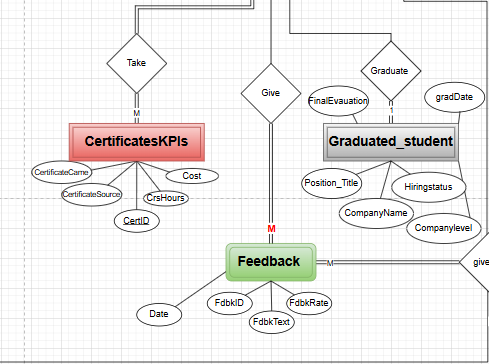 Take
Graduate
Give
gradDate
FinalEvauation
M
1
CertificatesKPIs
Graduated_student
CertificateCame
Cost
Position_Title
Hiringstatus
CertificateSource
CrsHours
CertID
CompanyName
Companylevel
M
Feedback
M
give
Date
FdbkID
FdbkRate
FdbkText